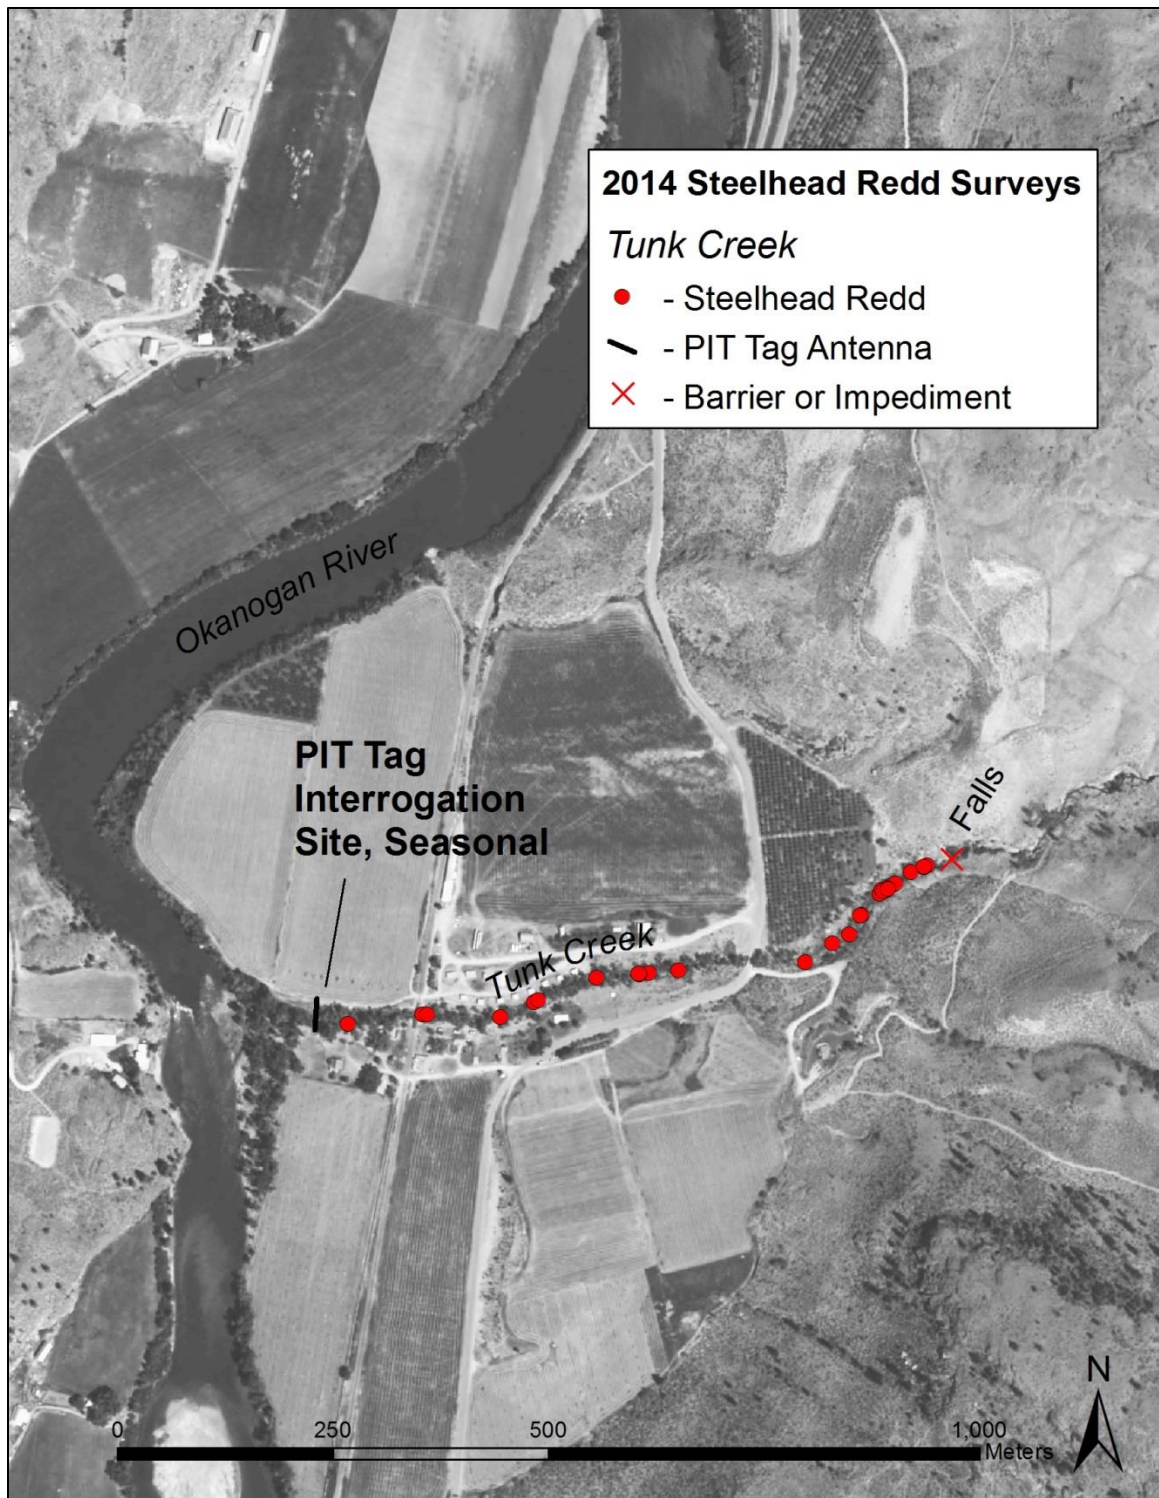 2014 Steelhead Redd Surveys
Tunk Creek
- Steelhead Redd
- PIT Tag Antenna
- Barrier or Impediment
Okanogan River
PIT Tag
Interrogation
Site, Seasonal
Falls
Tunk Creek
N
0 250 500 1,000
Meters